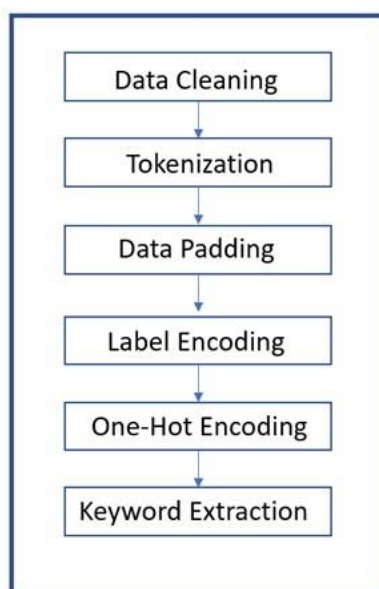 Data Cleaning
Tokenization
Data Padding
Label Encoding
One-Hot Encoding
Keyword Extraction